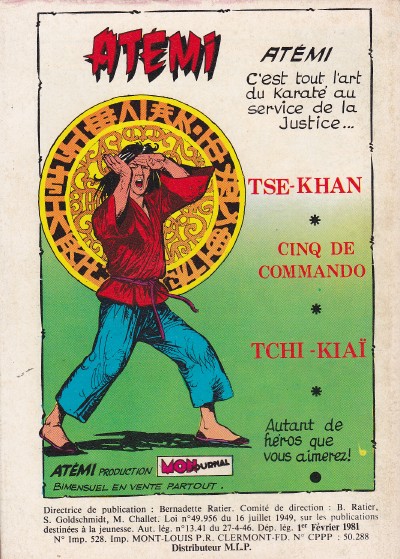 ATÉMI
ATÉMI
C'est tout l'art
du Karaté au
service de la
Justice...
TSE-KHAN
*
CINQ DE
COMMANDO
*
TCHI-KIAÏ
*
Autant de
héros que
vous aimerez!
ATÉMI PRODUCTION MON JOURNAL
BIMENSUEL EN VENTE PARTOUT.
Directrice de publication : Bernadette Ratier. Comité de direction : B. Ratier,
S. Goldschmidt, M. Challet. Loi n°49.956 du 16 juillet 1949, sur les publications
destinées à la jeunesse. Aut. lég. n°13.41 du 27-4-46. Dép. lég. 1er Février 1981
N° Imp. 528. Imp. MONT-LOUIS P.R. CLERMONT-FD. N° CPPP : 50.288
Distributeur M.L.P.